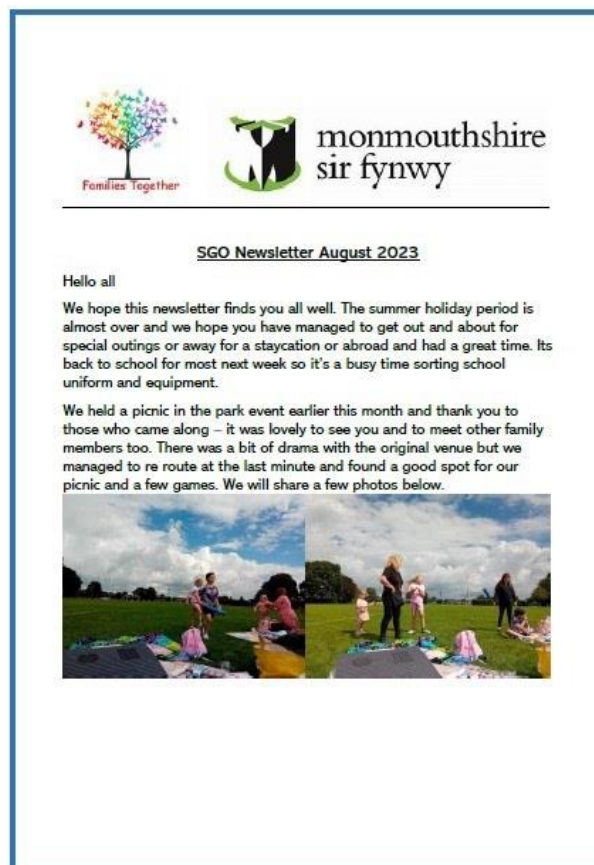 Families Together
monmouthshire
sir fynwy
SGO Newsletter August 2023
Hello all
We hope this newsletter finds you all well. The summer holiday period is
almost over and we hope you have managed to get out and about for
special outings or away for a staycation or abroad and had a great time. Its
back to school for most next week so it's a busy time sorting school
uniform and equipment.
We held a picnic in the park event earlier this month and thank you to
those who came along – it was lovely to see you and to meet other family
members too. There was a bit of drama with the original venue but we
managed to re route at the last minute and found a good spot for our
picnic and a few games. We will share a few photos below.